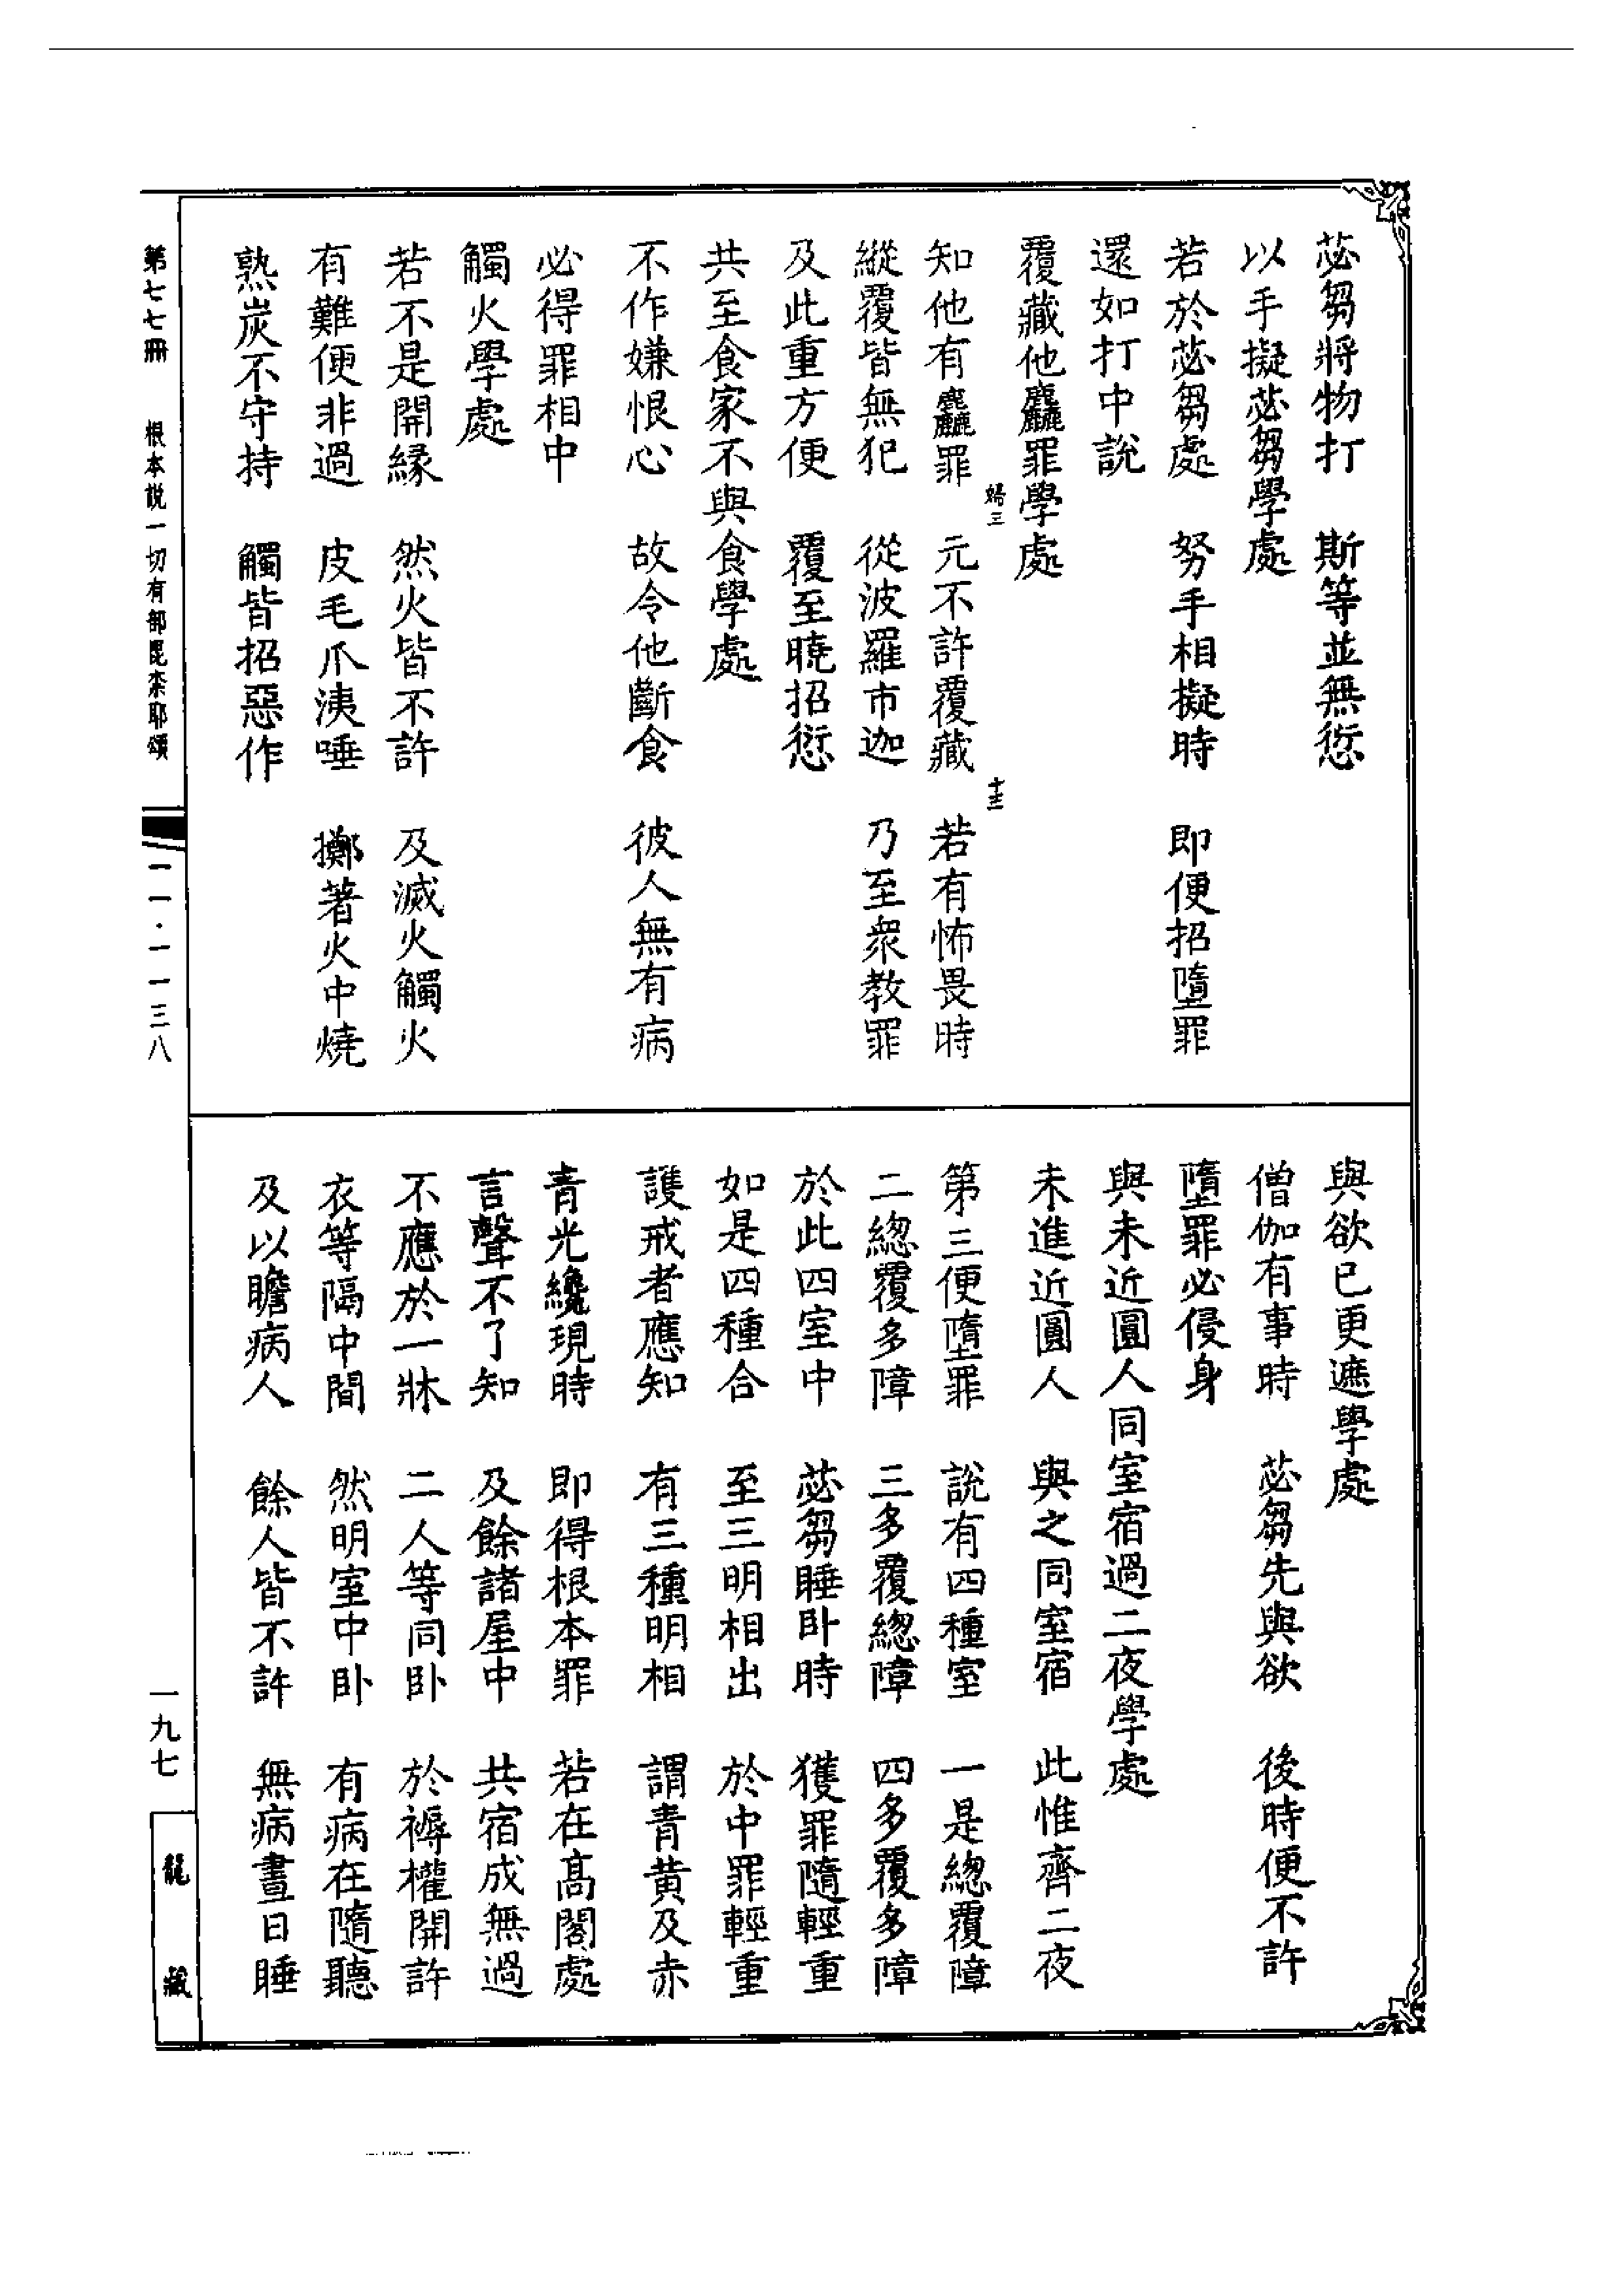 苾芻將物打　斯等並無愆
以手擬苾芻學處
若於苾芻處　努手相擬時　即便招墮罪
還如打中說
覆藏他麤罪學處
知他有麤罪　元不許覆藏　若有怖畏時
縱覆皆無犯　從波羅市迦　乃至衆教罪
及此重方便　覆至曉招愆
共至食家不與食學處
不作嫌恨心　故令他斷食　彼人無有病
必得罪相中
觸火學處
若不是開緣　然火皆不許　及滅火觸火
有難便非過　皮毛爪洟唾　擲著火中燒
熟炭不守持　觸皆招惡作
與欲已更遮學處
僧伽有事時　苾芻先與欲　後時便不許
墮罪必侵身
與未近圓人同室宿過二夜學處
未進近圓人　與之同室宿　此惟齊二夜
第三便墮罪　說有四種室　一是總覆障
二總覆多障　三多覆總障　四多覆多障
於此四室中　苾芻睡卧時　獲罪隨輕重
如是四種合　至三明相出　於中罪輕重
護戒者應知　有三種明相　謂青黃及赤
青光纔現時　即得根本罪　若在高閣處
言聲不了知　及餘諸屋中　共宿成無過
不應於一牀　二人等同卧　於褥權開許
衣等隔中間　然明室中卧　有病在隨聽
及以瞻病人　餘人皆不許　無病晝日睡
第七七冊　根本說一切有部毘柰耶頌
一一·一一三八
一九七
龍藏